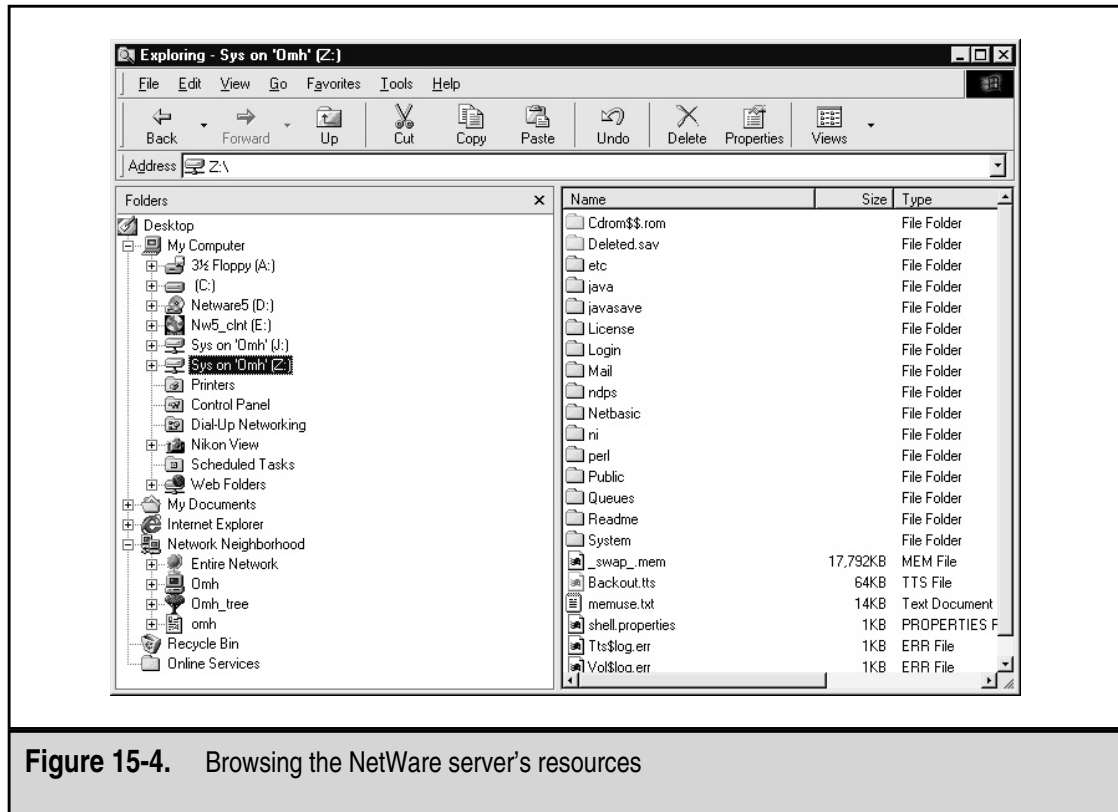 Exploring - Sys on 'Omh' (Z:)
File Edit View Go Favorites Tools Help
Back Forward Up Cut Copy Paste Undo Delete Properties Views
Address Z:\
Folders
Desktop
My Computer
3½ Floppy (A:)
(C:)
Netware5 (D:)
Nw5_clnt (E:)
Sys on 'Omh' (J:)
Sys on 'Omh' (Z:)
Printers
Control Panel
Dial-Up Networking
Nikon View
Scheduled Tasks
Web Folders
My Documents
Internet Explorer
Network Neighborhood
Entire Network
Omh
Omh_tree
omh
Recycle Bin
Online Services
Name Size Type
Cdrom$$.rom File Folder
Deleted.sav File Folder
etc File Folder
java File Folder
javasave File Folder
License File Folder
Login File Folder
Mail File Folder
ndps File Folder
Netbasic File Folder
ni File Folder
perl File Folder
Public File Folder
Queues File Folder
Readme File Folder
System File Folder
_swap_.mem 17,792KB MEM File
Backout.tts 64KB TTS File
memuse.txt 14KB Text Document
shell.properties 1KB PROPERTIES F
Tts$log.err 1KB ERR File
Vol$log.err 1KB ERR File
Figure 15-4. Browsing the NetWare server's resources